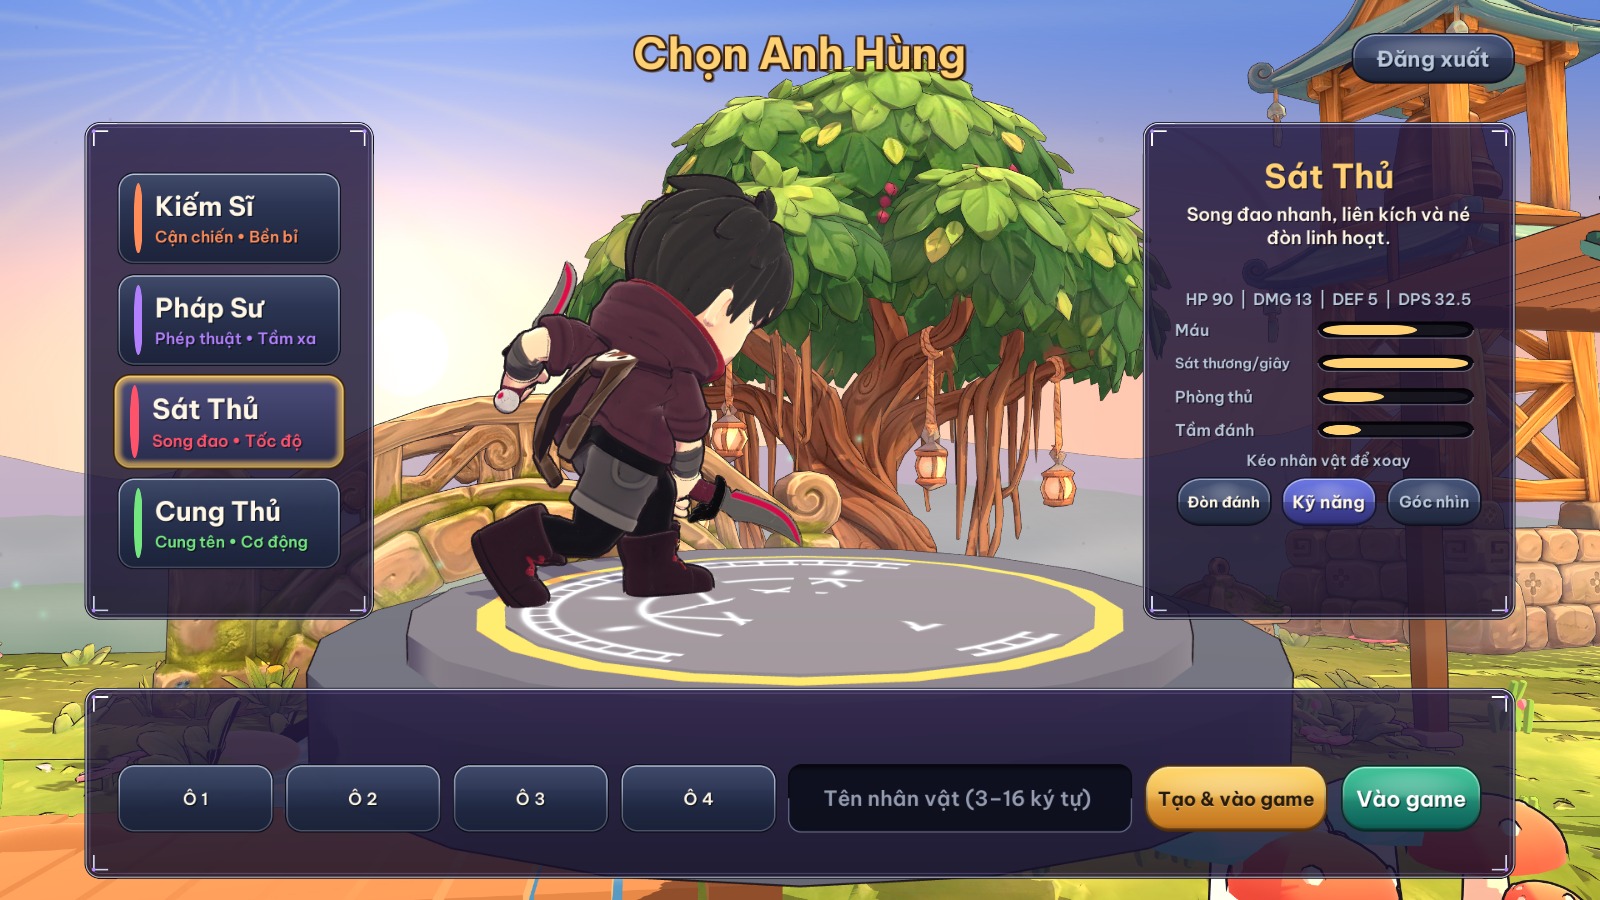 Chọn Anh Hùng
Đăng xuất
Kiếm Sĩ
Cận chiến • Bền bỉ
Pháp Sư
Phép thuật • Tầm xa
Sát Thủ
Song đao • Tốc độ
Cung Thủ
Cung tên • Cơ động
Sát Thủ
Song đao nhanh, liên kích và né
đòn linh hoạt.
HP 90 | DMG 13 | DEF 5 | DPS 32.5
Máu
Sát thương/giây
Phòng thủ
Tầm đánh
Kéo nhân vật để xoay
Đòn đánh
Kỹ năng
Góc nhìn
Ô 1
Ô 2
Ô 3
Ô 4
Tên nhân vật (3–16 ký tự)
Tạo & vào game
Vào game